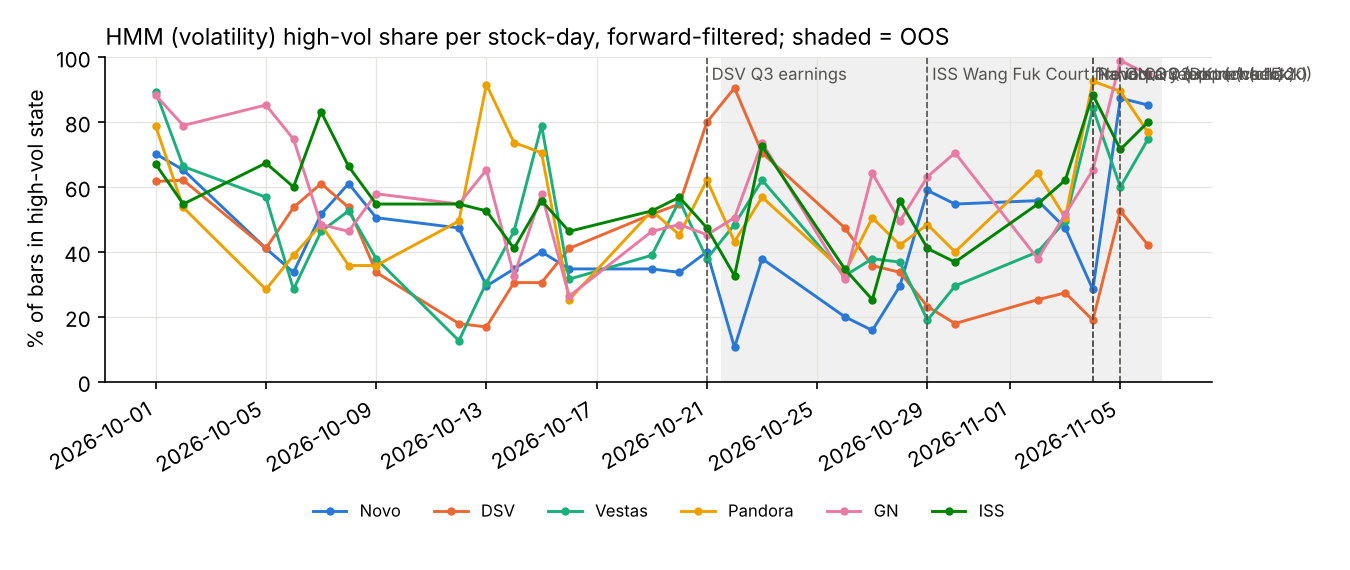 HMM (volatility) high-vol share per stock-day, forward-filtered; shaded = OOS
% of bars in high-vol state
100
80
60
40
20
0
DSV Q3 earnings
ISS Wang Fuk Court
2026-10-01
2026-10-05
2026-10-09
2026-10-13
2026-10-17
2026-10-21
2026-10-25
2026-10-29
2026-11-01
2026-11-05
Novo
DSV
Vestas
Pandora
GN
ISS